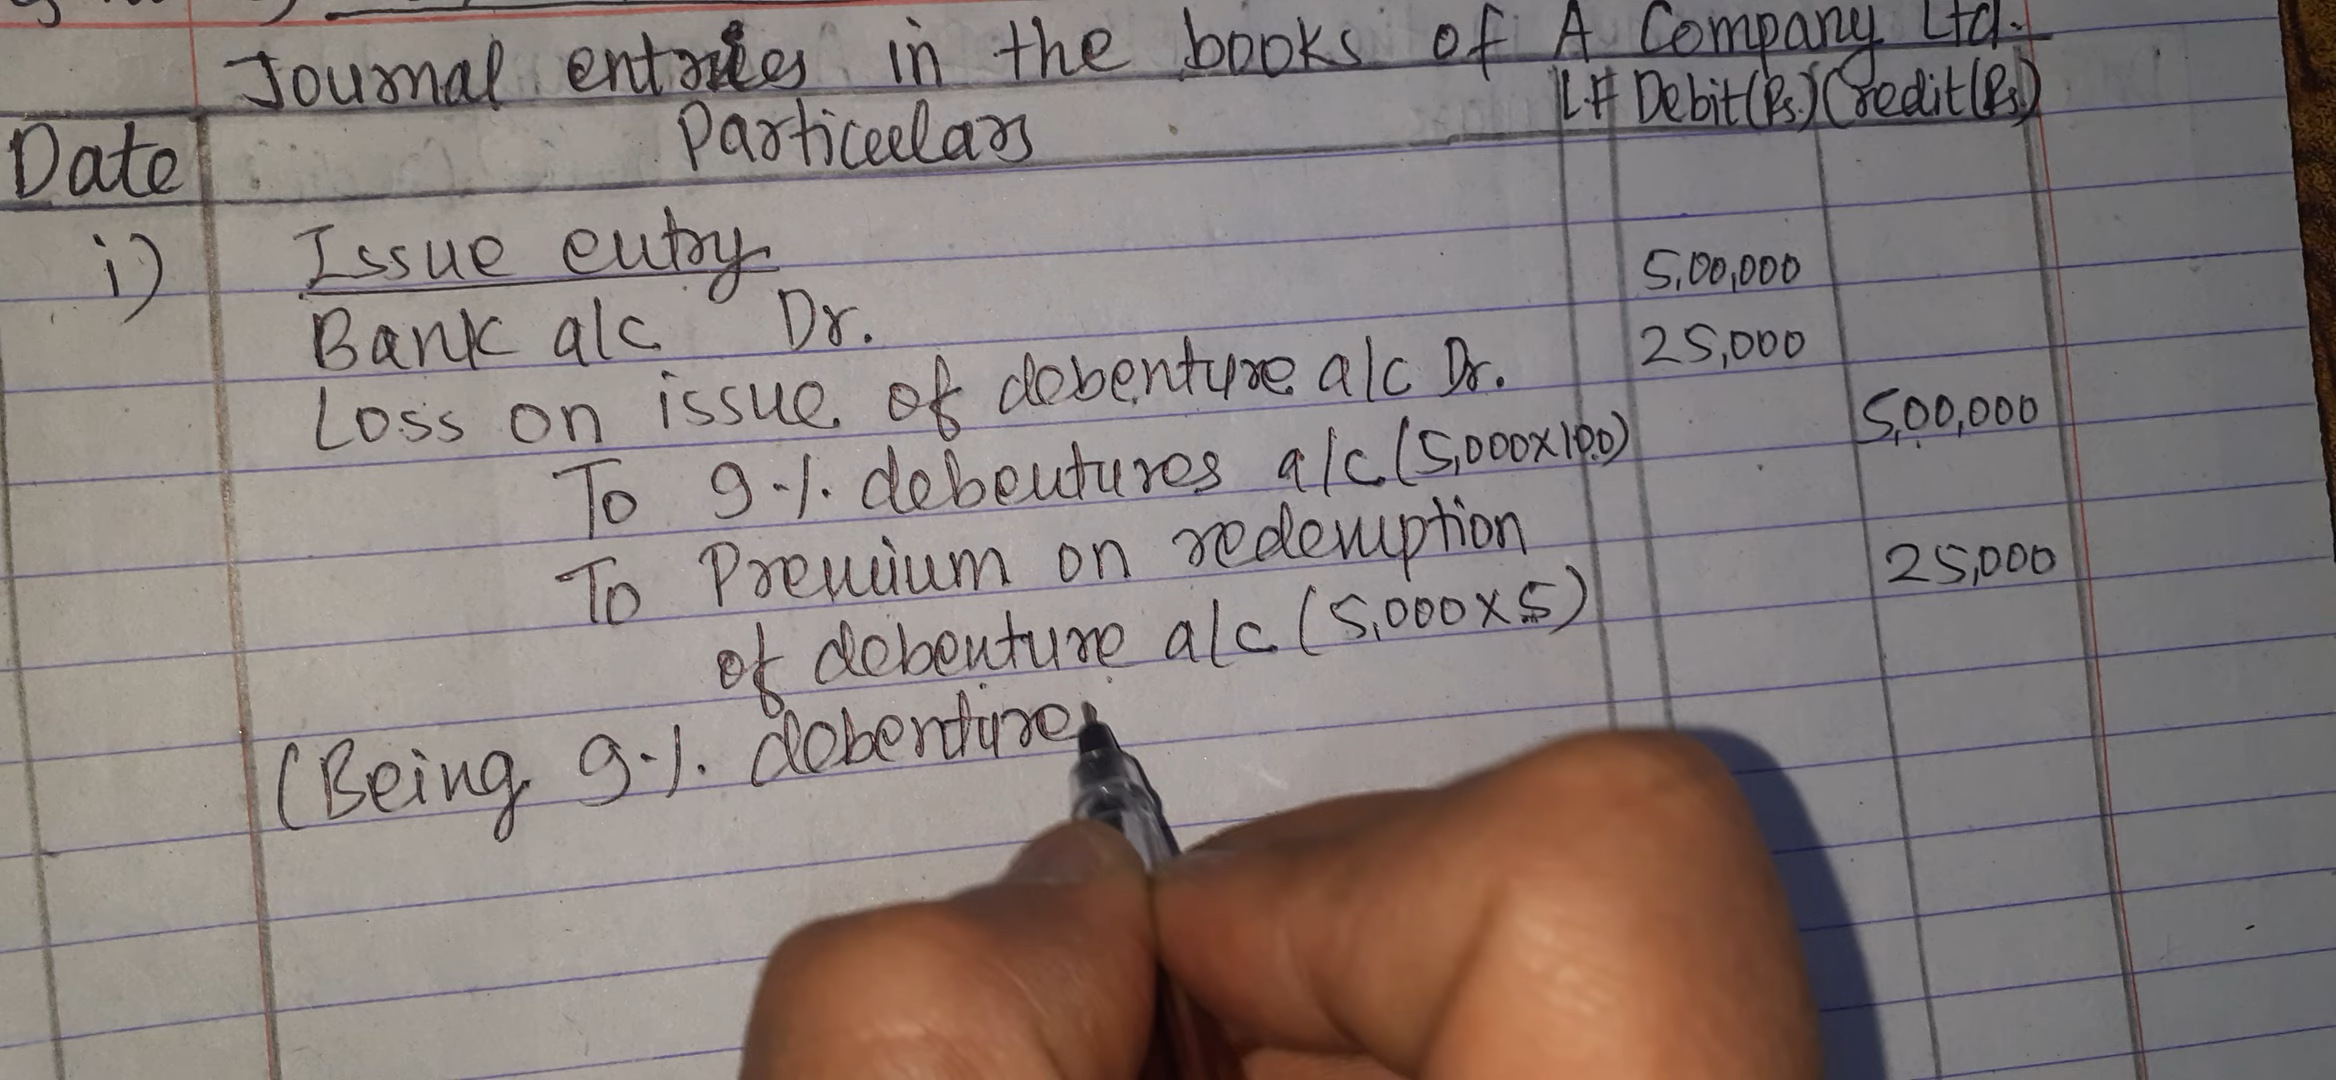 Journal entries in the books of A Company Ltd.
Date Particulars L.F Debit(Rs.) Credit(Rs.)
i) Issue entry
Bank a/c Dr. 5,00,000
Loss on issue of debenture a/c Dr. 25,000
To 9% debentures a/c (5,000x100) 5,00,000
To Premium on redemption
of debenture a/c (5,000x5) 25,000
(Being 9% debenture